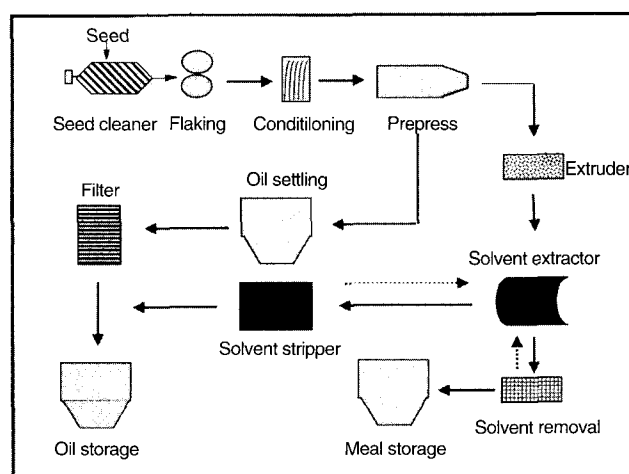 Seed
Seed cleaner Flaking Conditiloning Prepress
Extruder
Filter Oil settling
Solvent extractor
Solvent stripper
Oil storage Meal storage Solvent removal